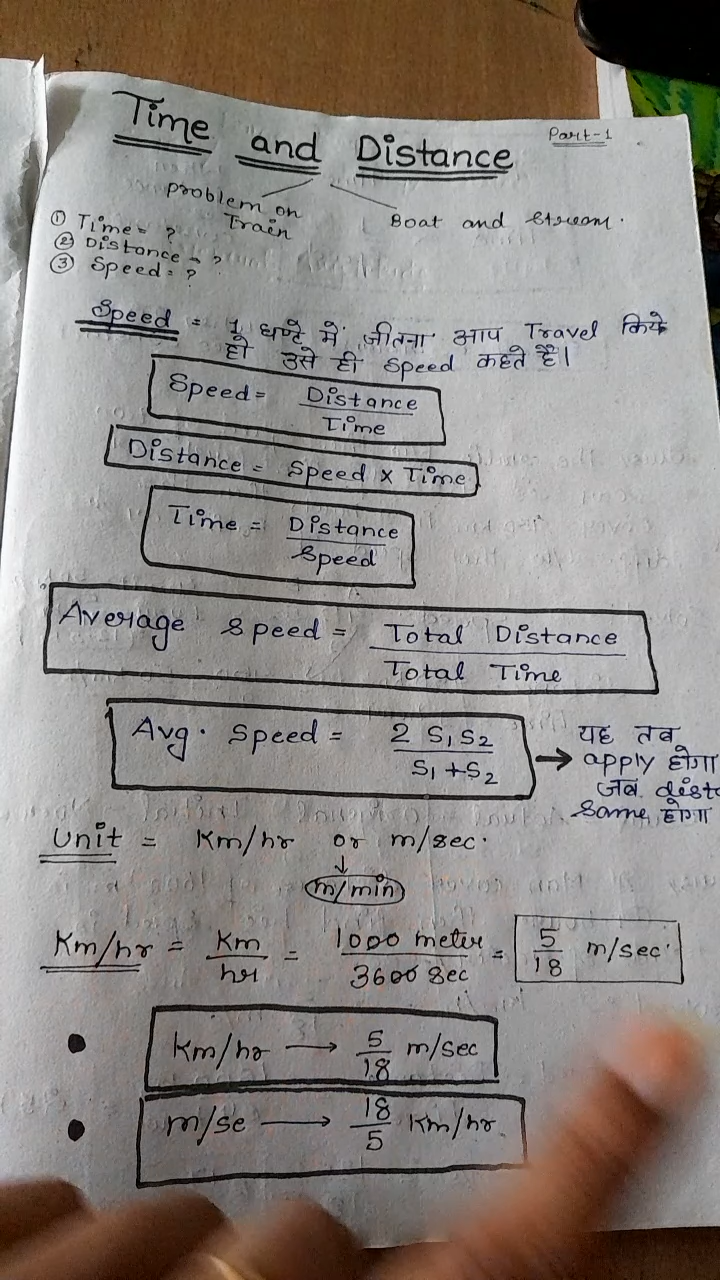 Part-1
Time and Distance
problem on Train
Boat and Stream.
① Time = ?
② Distance = ?
③ Speed = ?
Speed = 1 घण्टे में जीतना आप Travel किये
हो उसे ही speed कहते हैं।
Speed = Distance / Time
Distance = Speed x Time
Time = Distance / Speed
Average speed = Total Distance / Total Time
Avg. Speed = 2 S₁S₂ / S₁+S₂ → यह तब
apply होगा
जब dist
same होगा
Unit = Km/hr or m/sec.
↓
m/min
Km/hr = Km/hr = 1000 meter / 3600 Sec = 5/18 m/sec.
• Km/hr → 5/18 m/sec
• m/se → 18/5 Km/hr.